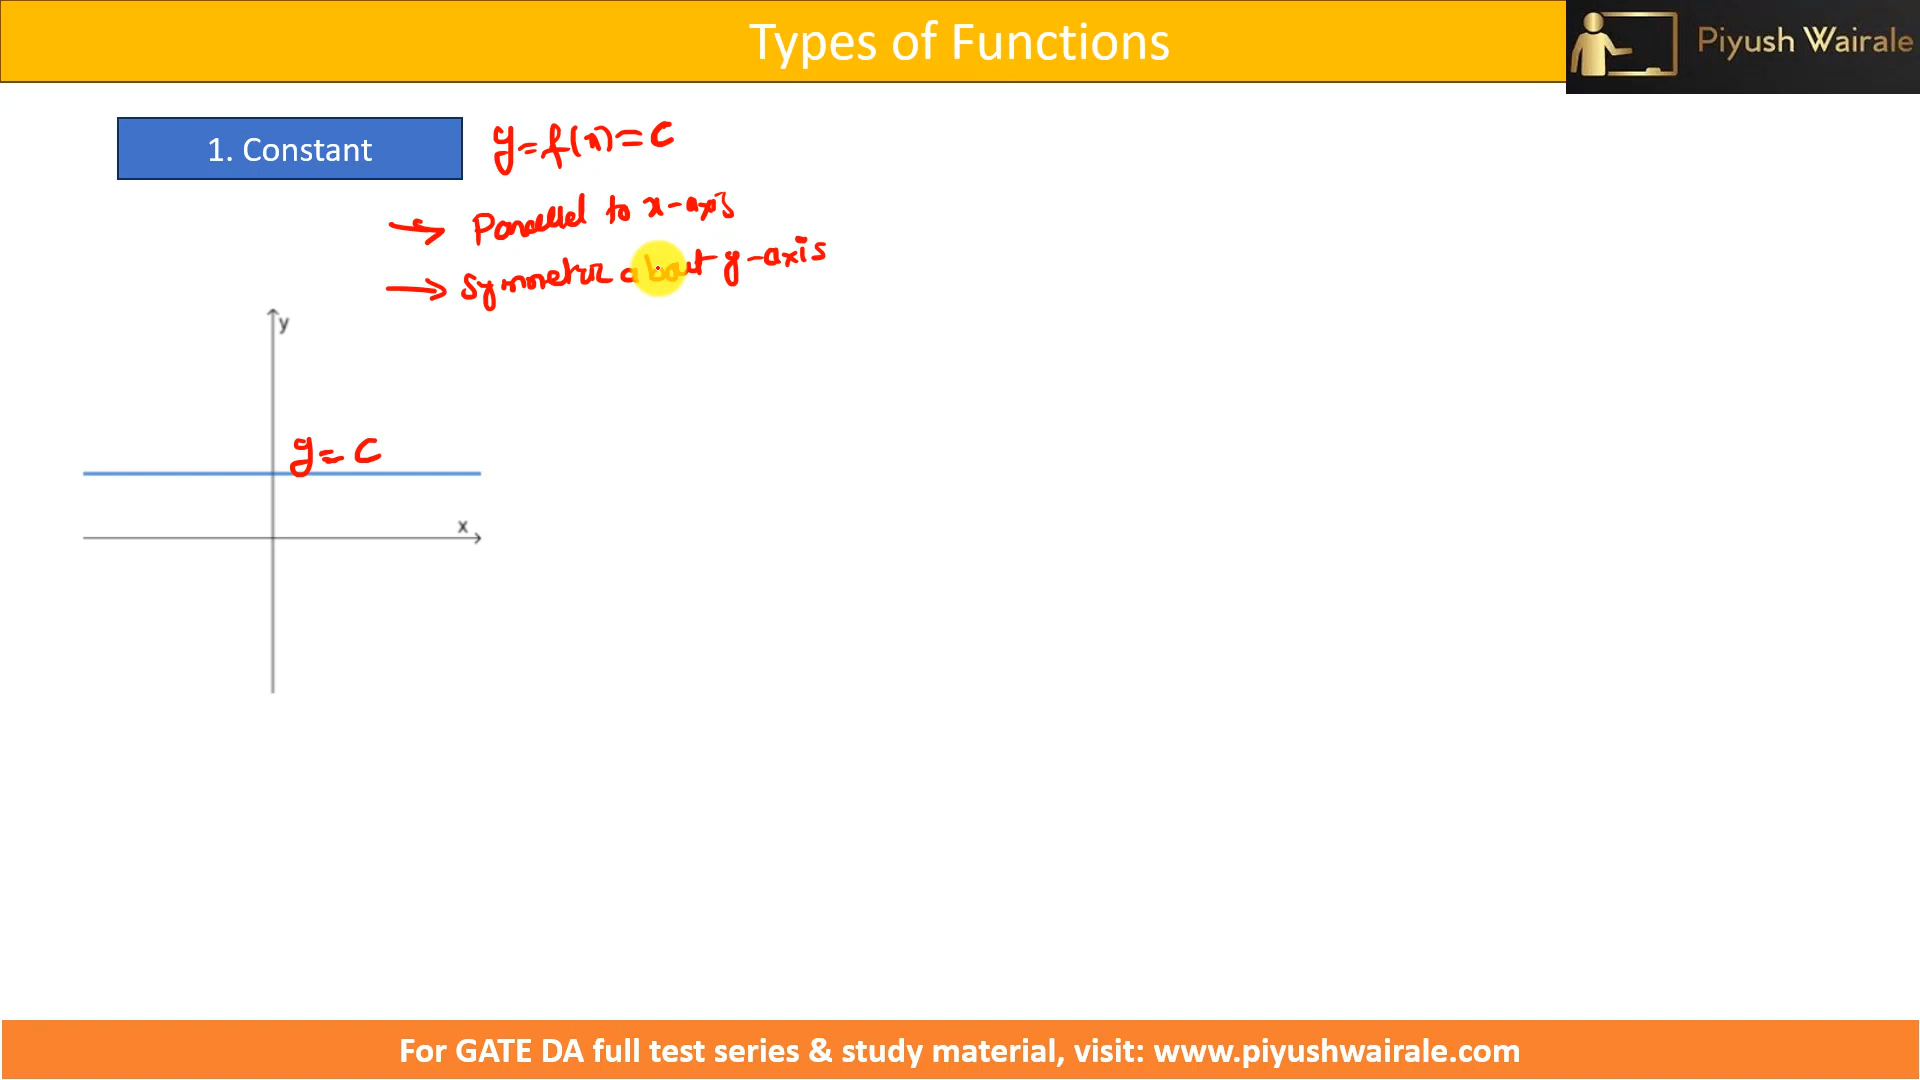 Types of Functions
Piyush Wairale
1. Constant
y = f(x) = c
→ Parallel to x-axis
→ Symmetric about y-axis
y
y = c
x
For GATE DA full test series & study material, visit: www.piyushwairale.com